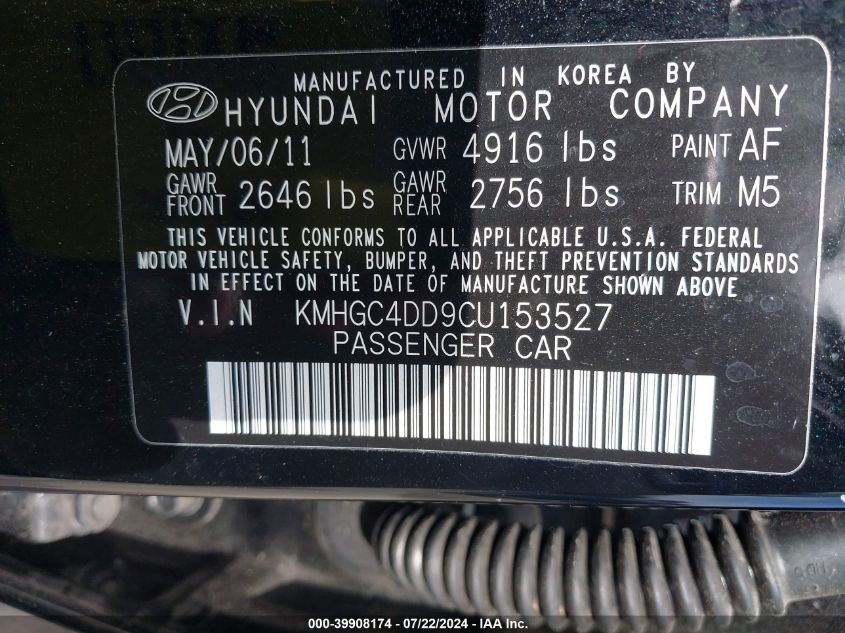 MANUFACTURED IN KOREA BY
HYUNDAI MOTOR COMPANY
MAY/06/11 GVWR 4916 lbs PAINT AF
GAWR FRONT 2646 lbs GAWR REAR 2756 lbs TRIM M5
THIS VEHICLE CONFORMS TO ALL APPLICABLE U.S.A. FEDERAL
MOTOR VEHICLE SAFETY, BUMPER, AND THEFT PREVENTION STANDARDS
IN EFFECT ON THE DATE OF MANUFACTURE SHOWN ABOVE
V.I.N KMHGC4DD9CU153527
PASSENGER CAR
000-39908174 - 07/22/2024 - IAA Inc.